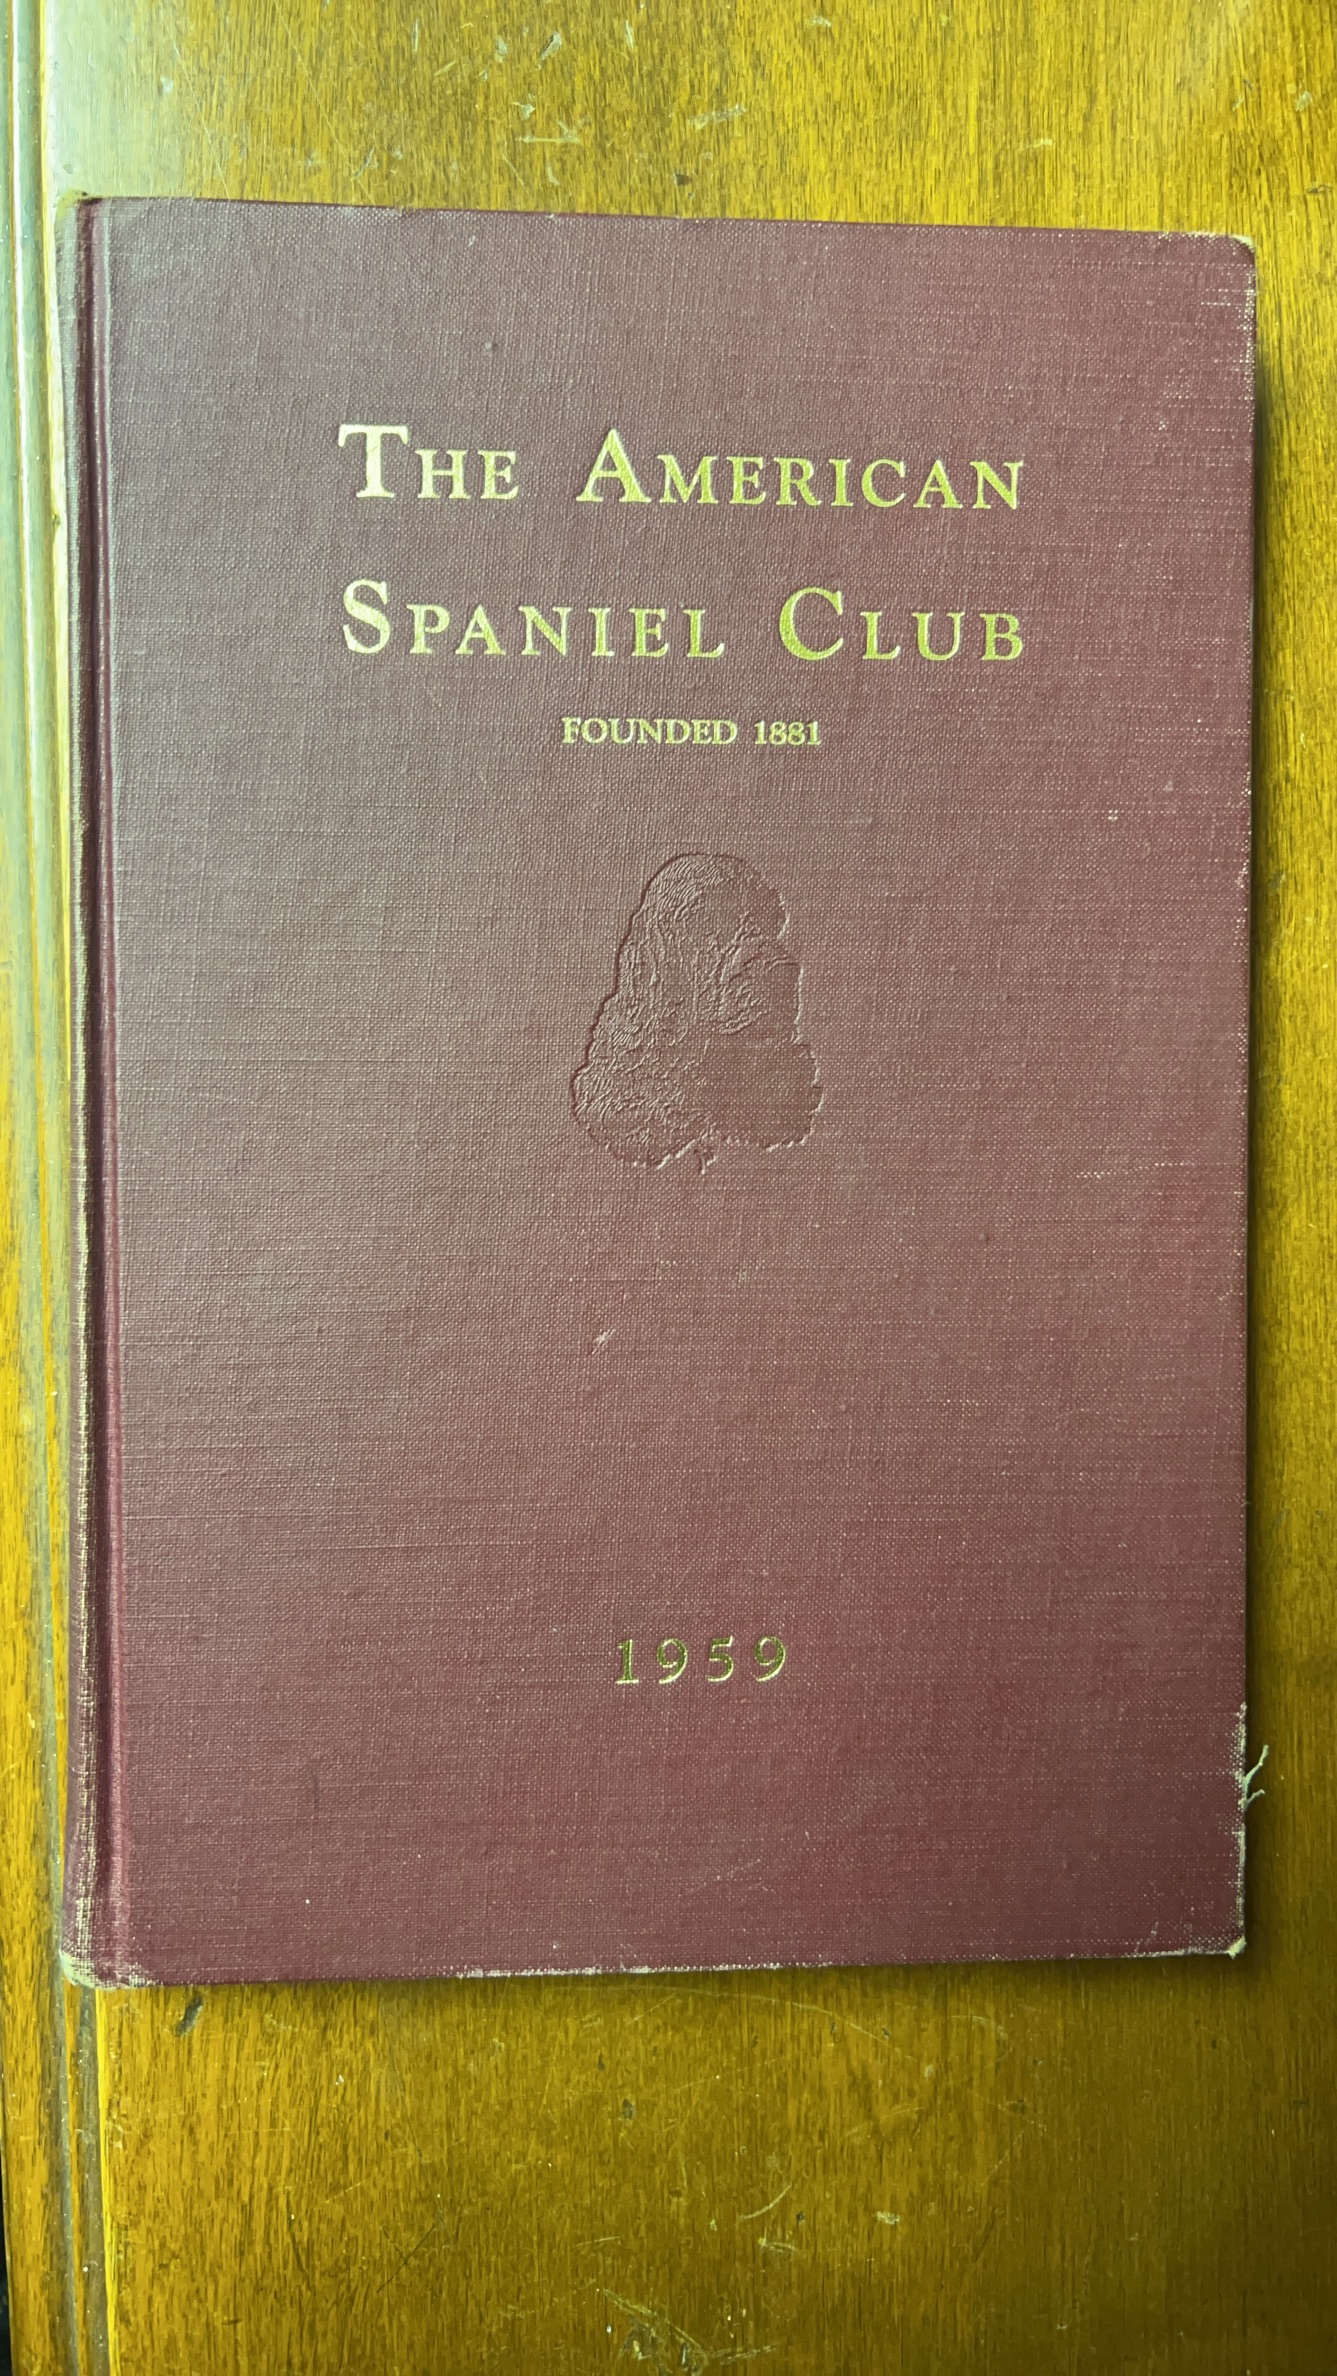 THE AMERICAN
SPANIEL CLUB
FOUNDED 1881
1959